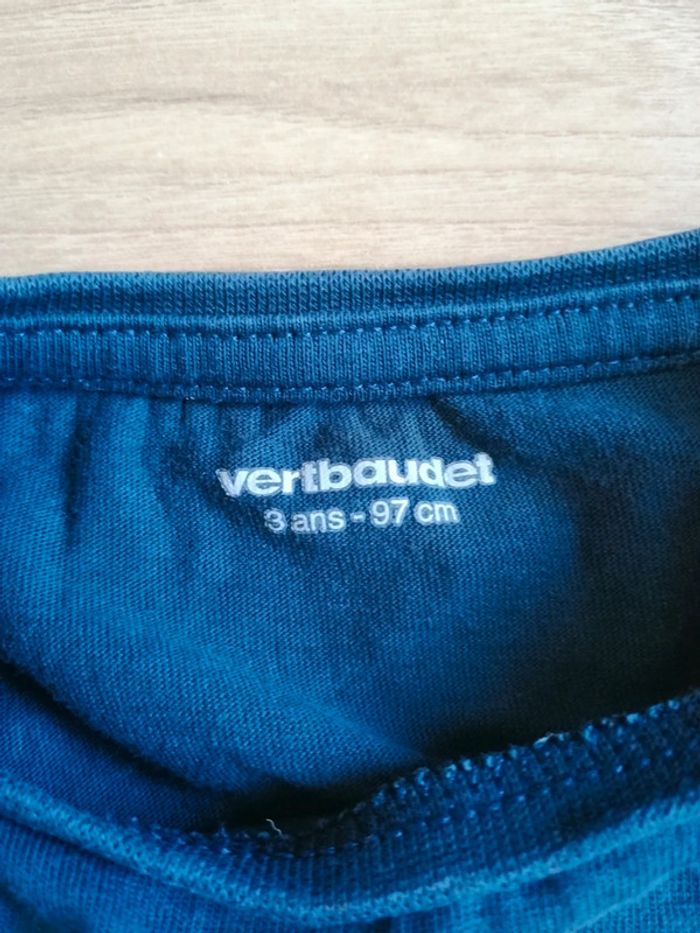 vertbaudet
3 ans - 97 cm